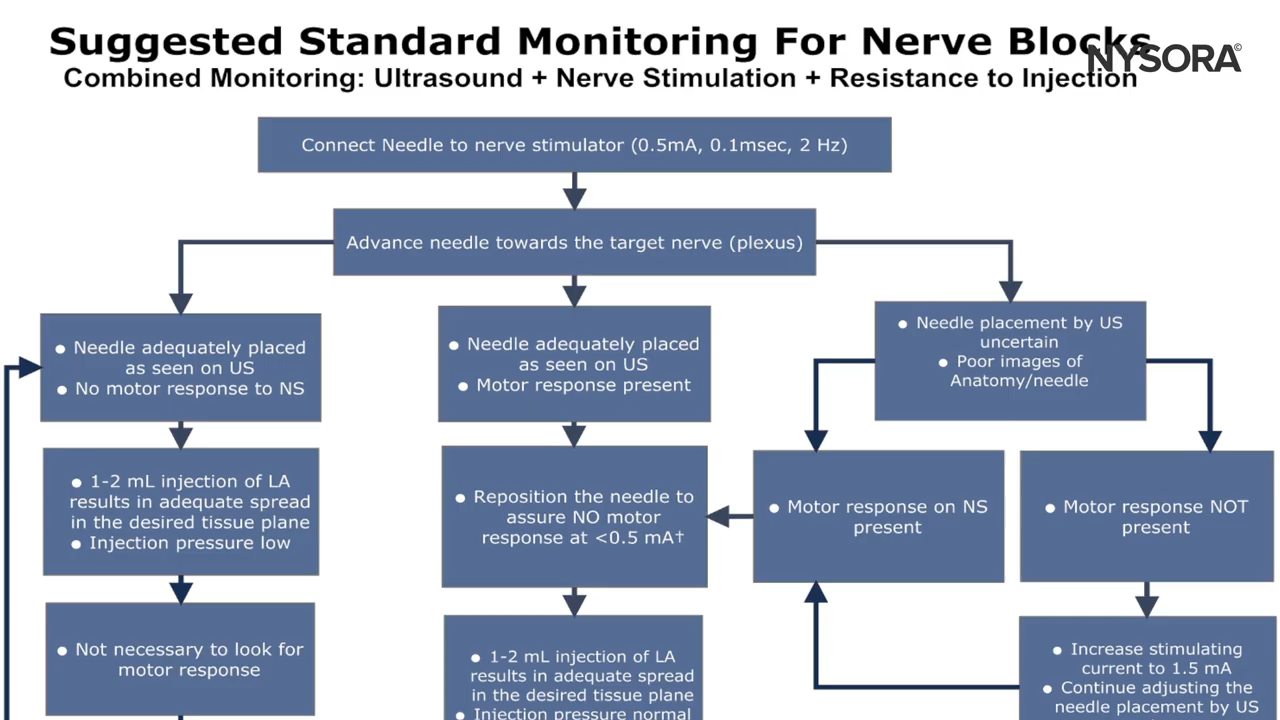 Suggested Standard Monitoring For Nerve Blocks
NYSORA©
Combined Monitoring: Ultrasound + Nerve Stimulation + Resistance to Injection
Connect Needle to nerve stimulator (0.5mA, 0.1msec, 2 Hz)
Advance needle towards the target nerve (plexus)
● Needle adequately placed
as seen on US
● No motor response to NS
● Needle adequately placed
as seen on US
● Motor response present
● Needle placement by US
uncertain
● Poor images of
Anatomy/needle
● 1-2 mL injection of LA
results in adequate spread
in the desired tissue plane
● Injection pressure low
● Reposition the needle to
assure NO motor
response at <0.5 mA†
● Motor response on NS
present
● Motor response NOT
present
● Not necessary to look for
motor response
● 1-2 mL injection of LA
results in adequate spread
in the desired tissue plane
● Injection pressure normal
● Increase stimulating
current to 1.5 mA
● Continue adjusting the
needle placement by US